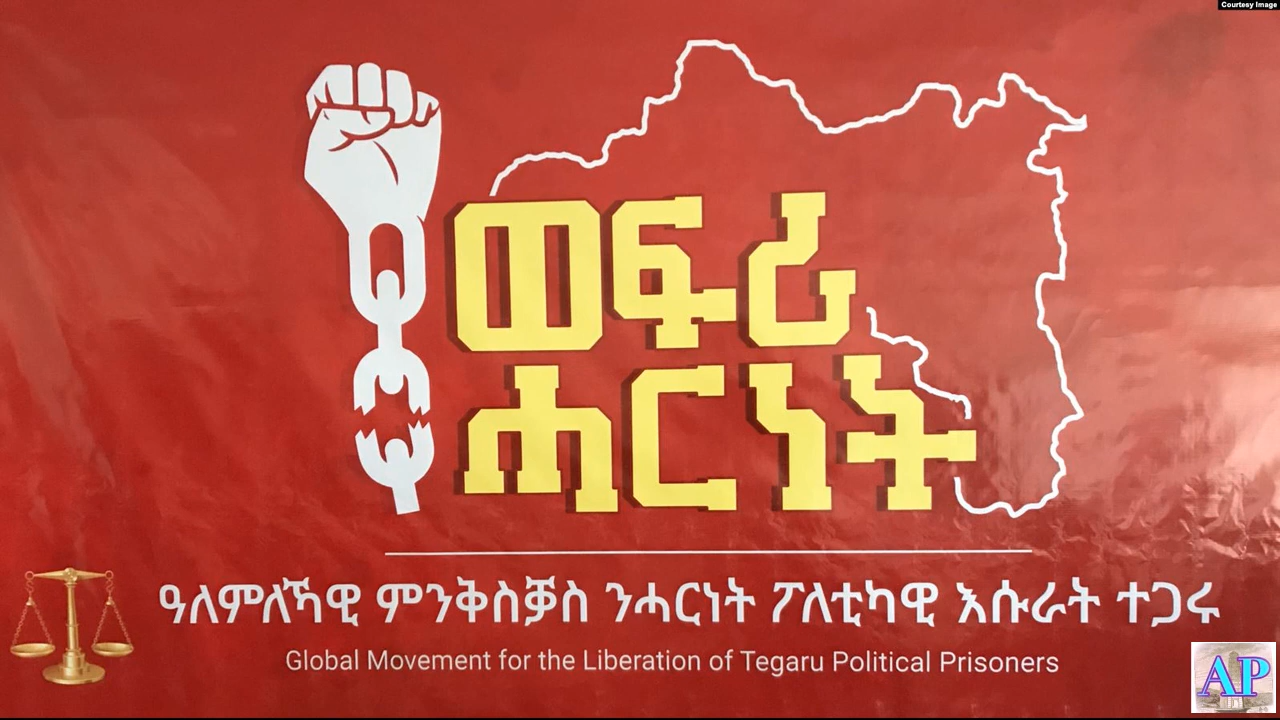 Courtesy Image
ወፍሪ
ሓርነት
ዓለምለኻዊ ምንቅስቓስ ንሓርነት ፖለቲካዊ እሱራት ተጋሩ
Global Movement for the Liberation of Tegaru Political Prisoners
AP